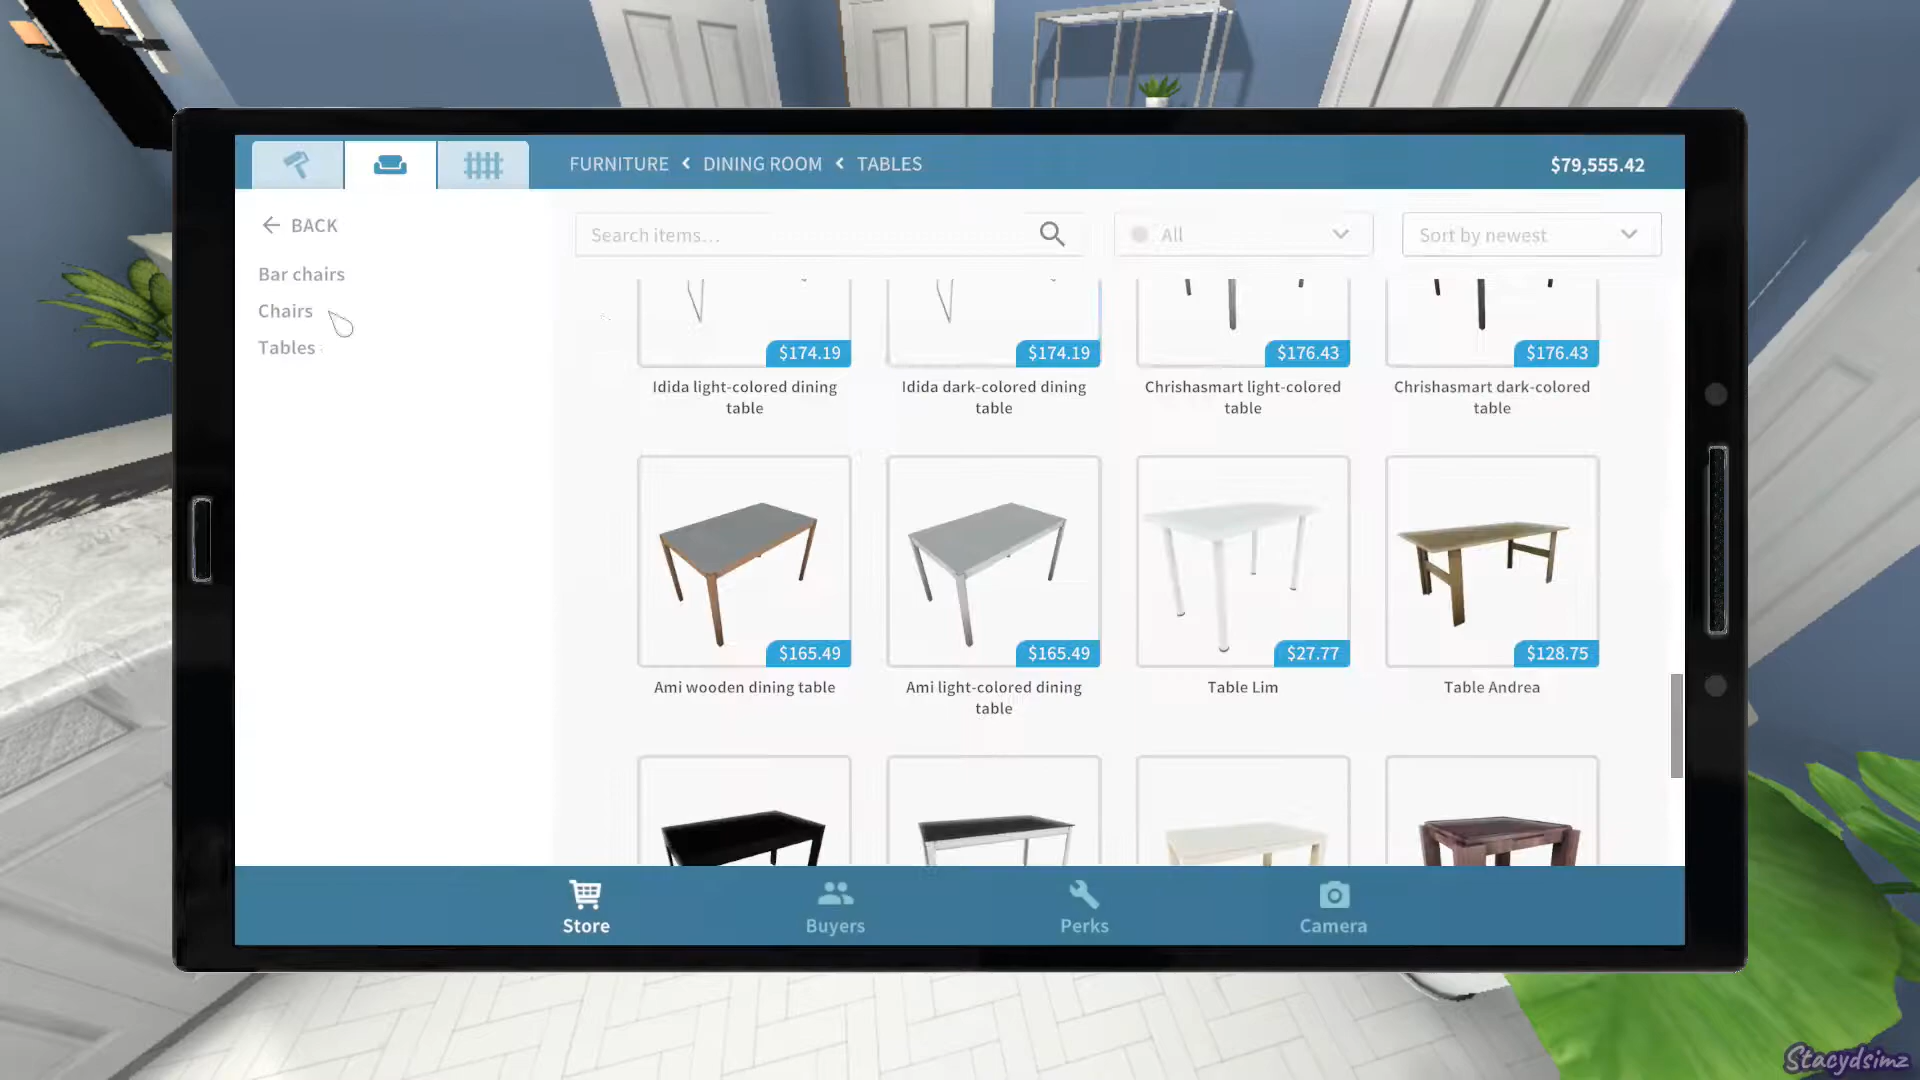 FURNITURE < DINING ROOM < TABLES
$79,555.42
BACK
Search items...
All
Sort by newest
Bar chairs
Chairs
Tables
$174.19
$174.19
$176.43
$176.43
Idida light-colored dining
table
Idida dark-colored dining
table
Chrishasmart light-colored
table
Chrishasmart dark-colored
table
$165.49
$165.49
$27.77
$128.75
Ami wooden dining table
Ami light-colored dining
table
Table Lim
Table Andrea
Store
Buyers
Perks
Camera
Stacydsimz